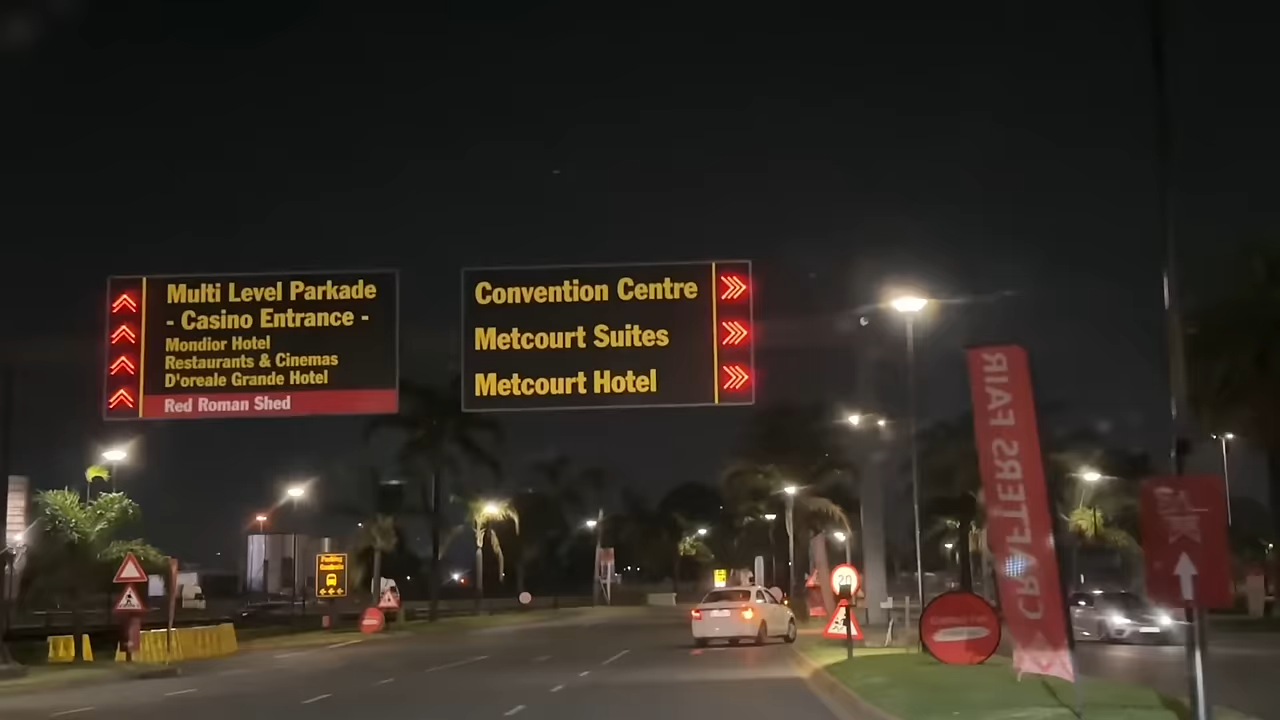 Multi Level Parkade
- Casino Entrance -
Mondior Hotel
Restaurants & Cinemas
D'oreale Grande Hotel
Red Roman Shed
Convention Centre
Metcourt Suites
Metcourt Hotel
CRAFTERS FAIR
20